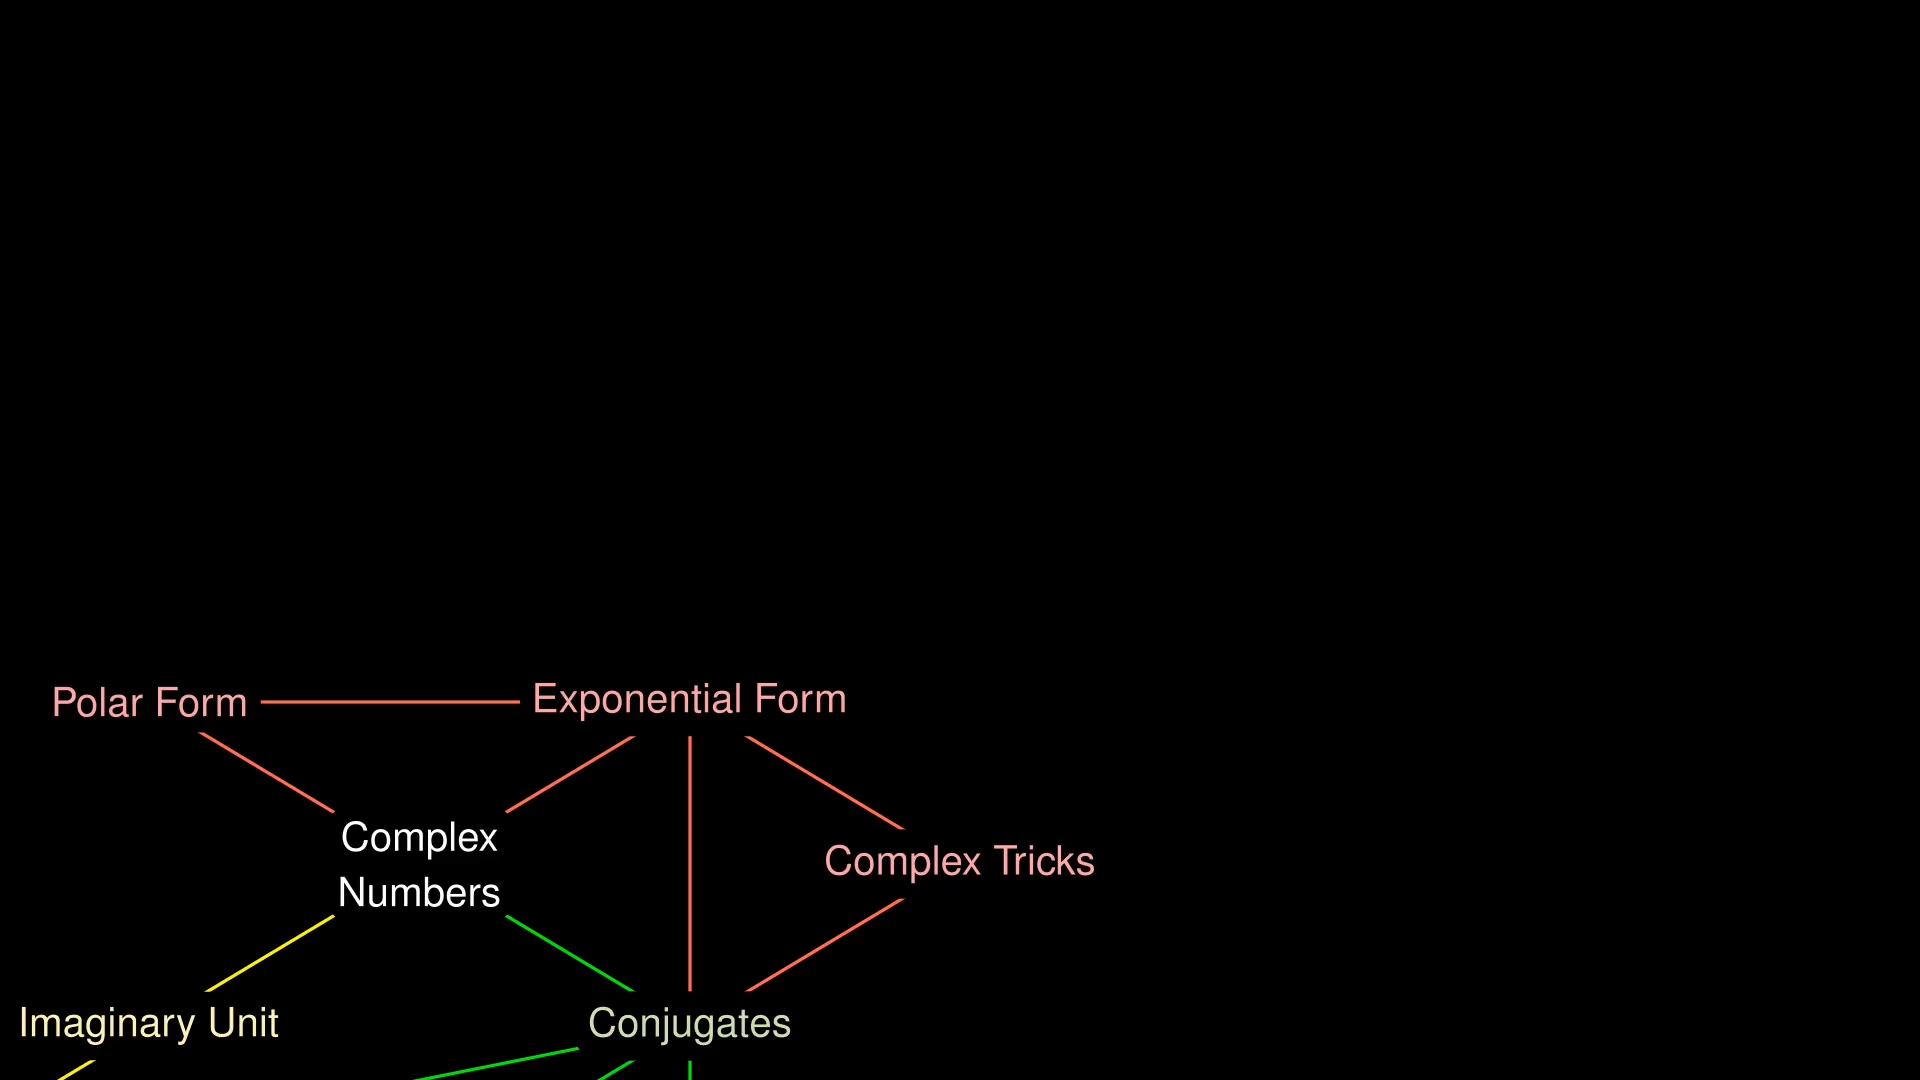 Polar Form
Exponential Form
Complex
Numbers
Complex Tricks
Imaginary Unit
Conjugates